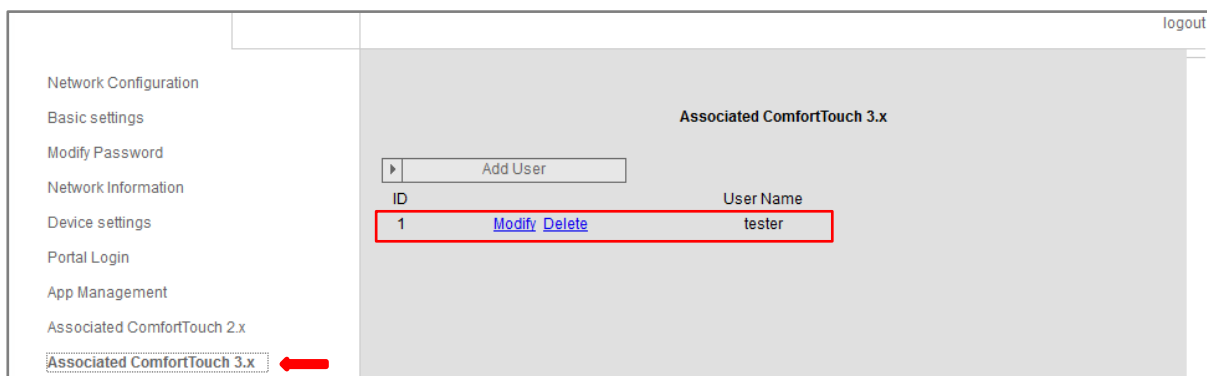 logout
Network Configuration
Basic settings
Modify Password
Network Information
Device settings
Portal Login
App Management
Associated ComfortTouch 2.x
Associated ComfortTouch 3.x
Associated ComfortTouch 3.x
Add User
ID User Name
1 Modify Delete tester